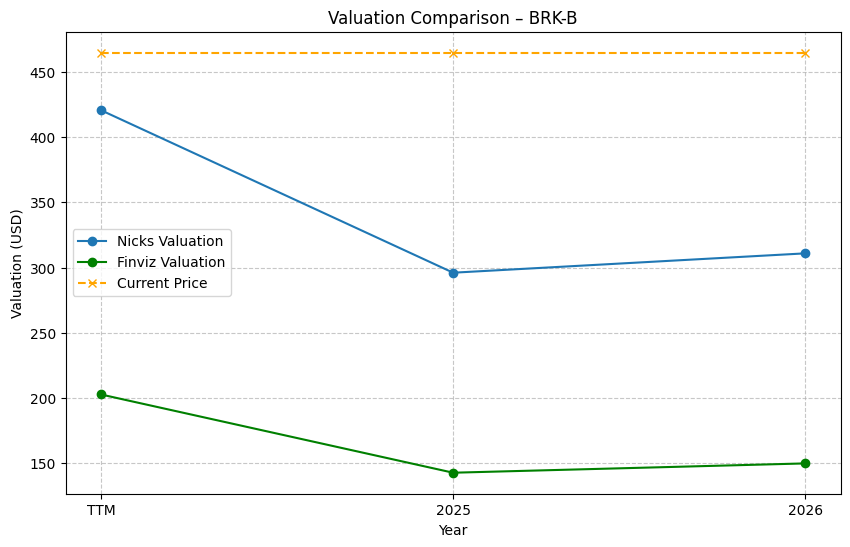 Valuation Comparison – BRK-B
Valuation (USD)
450
400
350
300
250
200
150
Nicks Valuation
Finviz Valuation
Current Price
TTM
2025
2026
Year